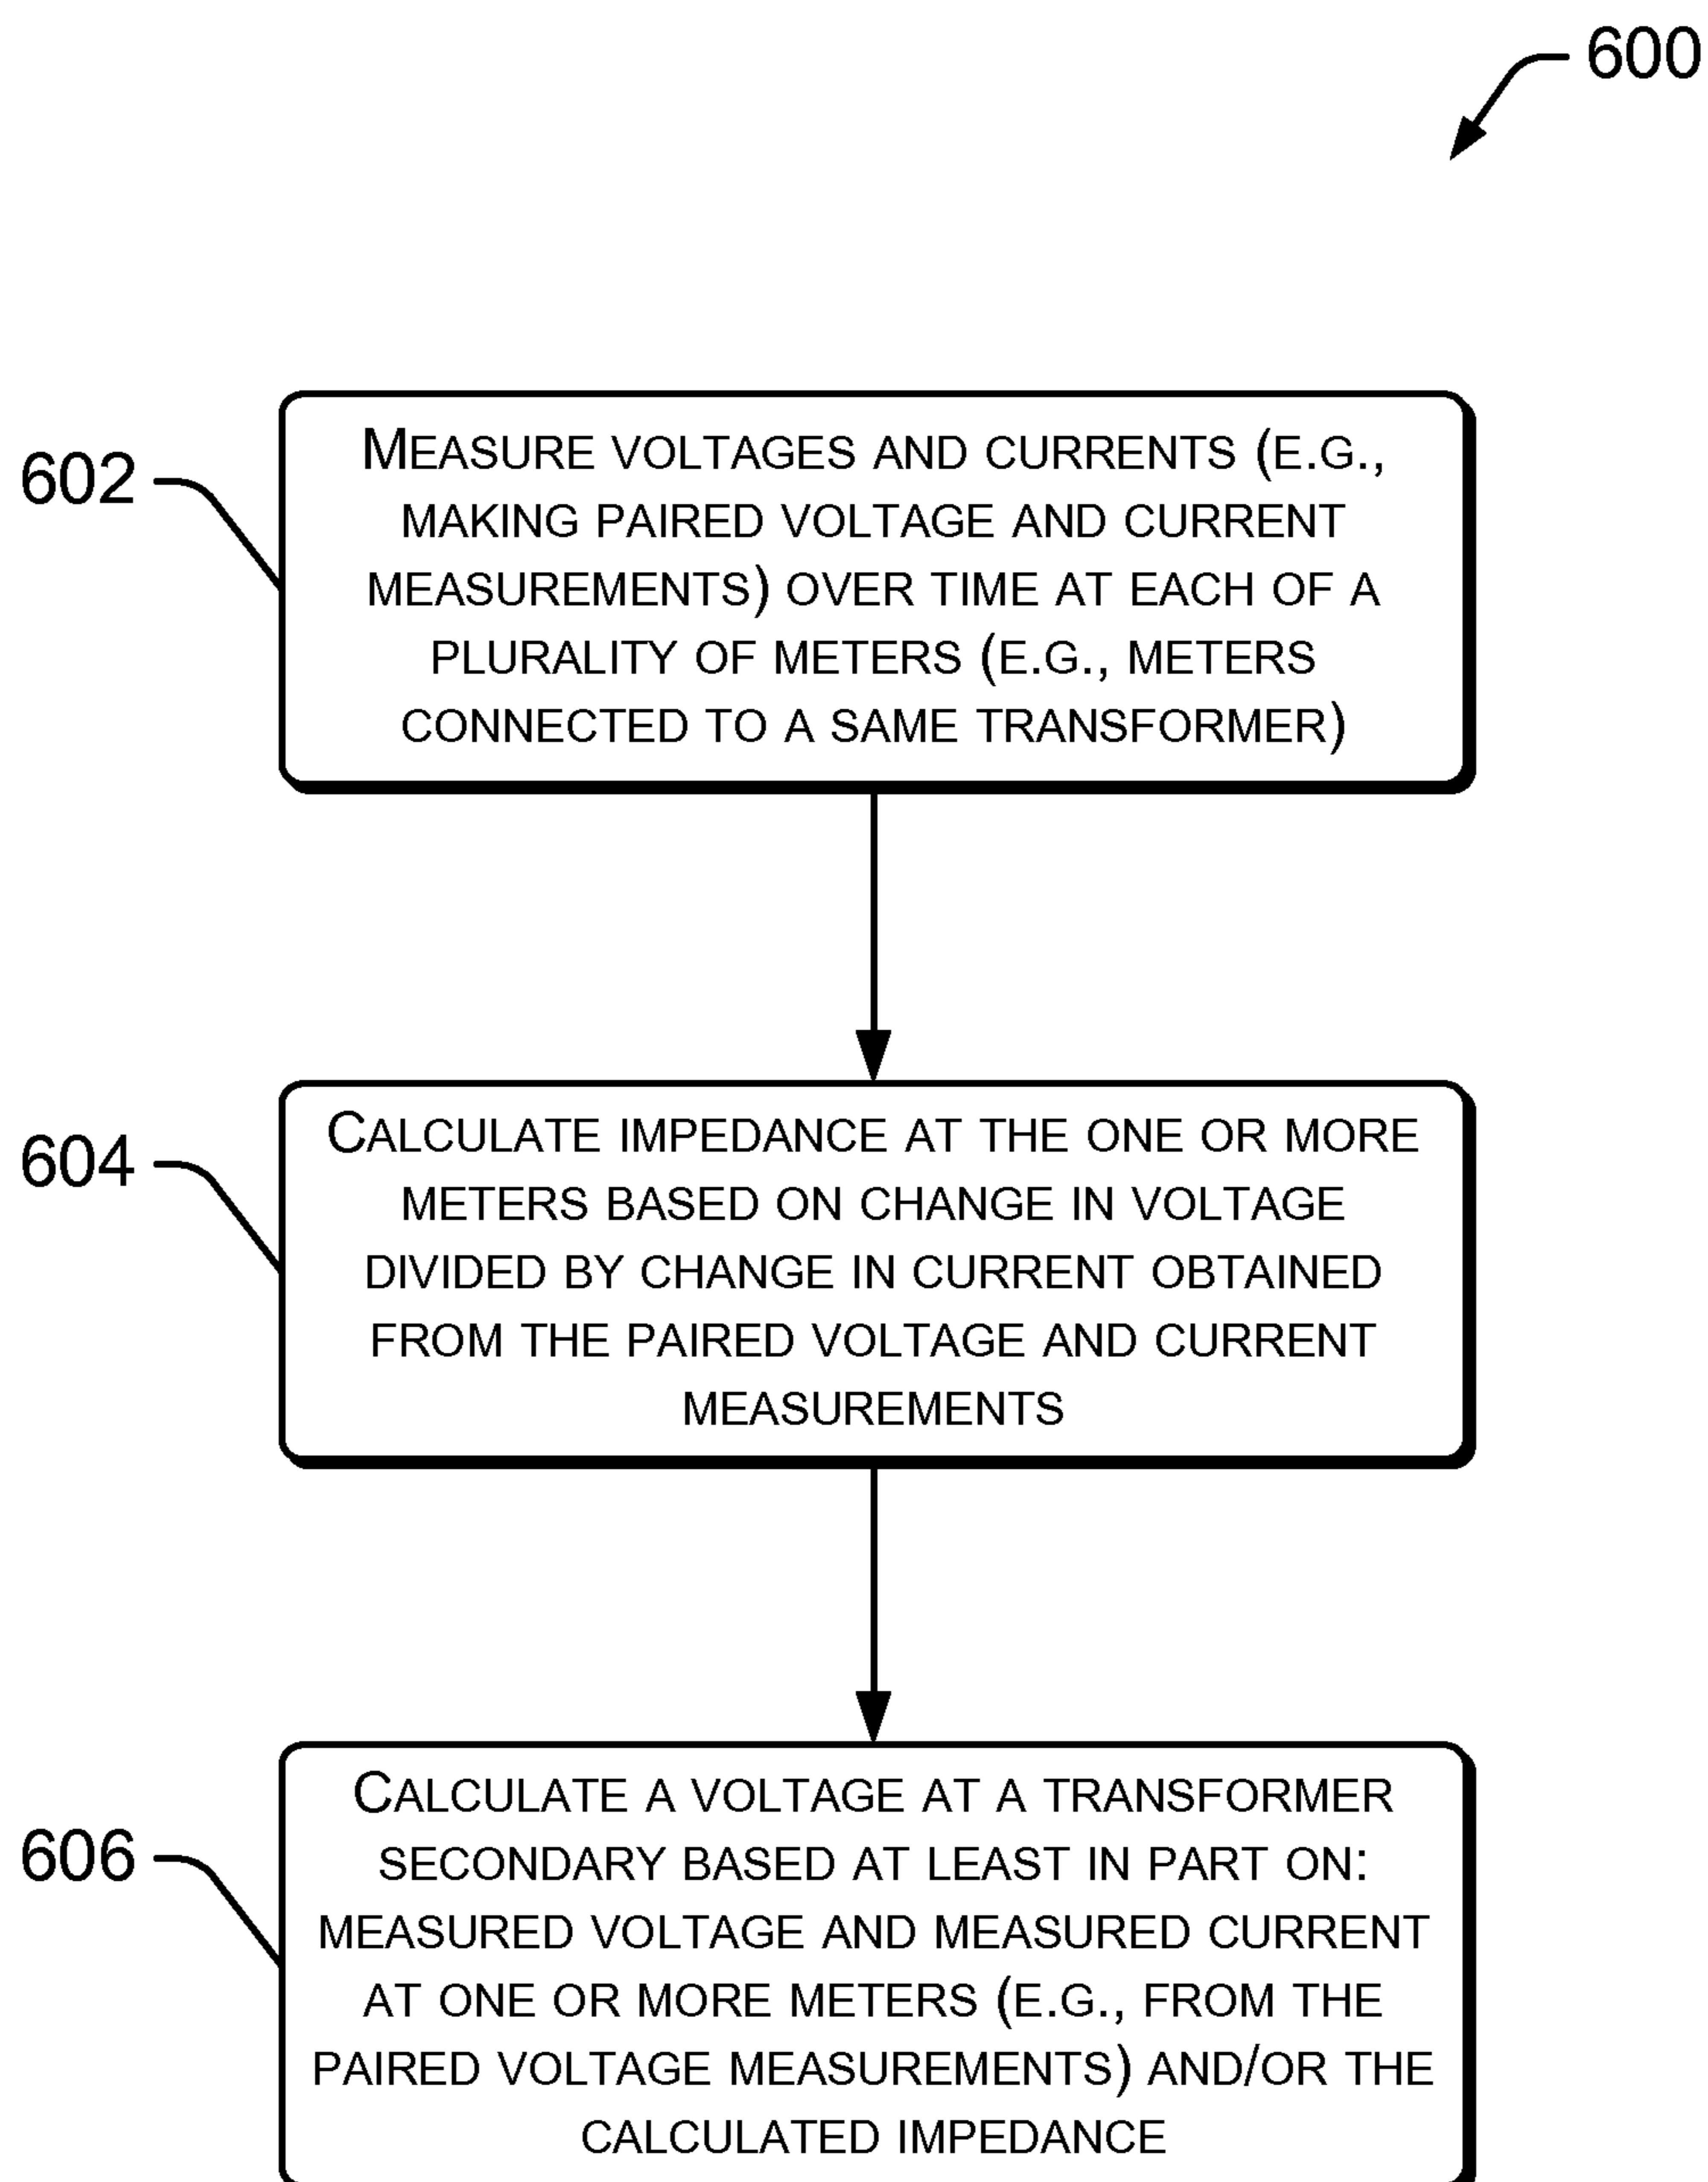 600
602
MEASURE VOLTAGES AND CURRENTS (E.G.,
MAKING PAIRED VOLTAGE AND CURRENT
MEASUREMENTS) OVER TIME AT EACH OF A
PLURALITY OF METERS (E.G., METERS
CONNECTED TO A SAME TRANSFORMER)
604
CALCULATE IMPEDANCE AT THE ONE OR MORE
METERS BASED ON CHANGE IN VOLTAGE
DIVIDED BY CHANGE IN CURRENT OBTAINED
FROM THE PAIRED VOLTAGE AND CURRENT
MEASUREMENTS
606
CALCULATE A VOLTAGE AT A TRANSFORMER
SECONDARY BASED AT LEAST IN PART ON:
MEASURED VOLTAGE AND MEASURED CURRENT
AT ONE OR MORE METERS (E.G., FROM THE
PAIRED VOLTAGE MEASUREMENTS) AND/OR THE
CALCULATED IMPEDANCE